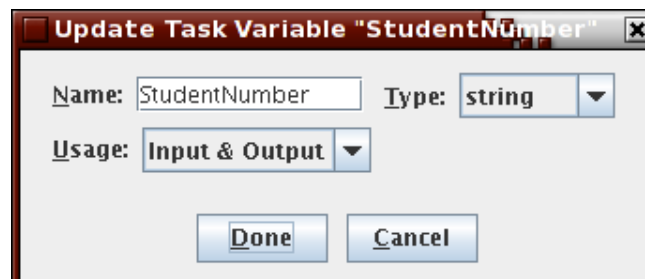 Update Task Variable "StudentNumber"
Name: StudentNumber Type: string
Usage: Input & Output
Done Cancel